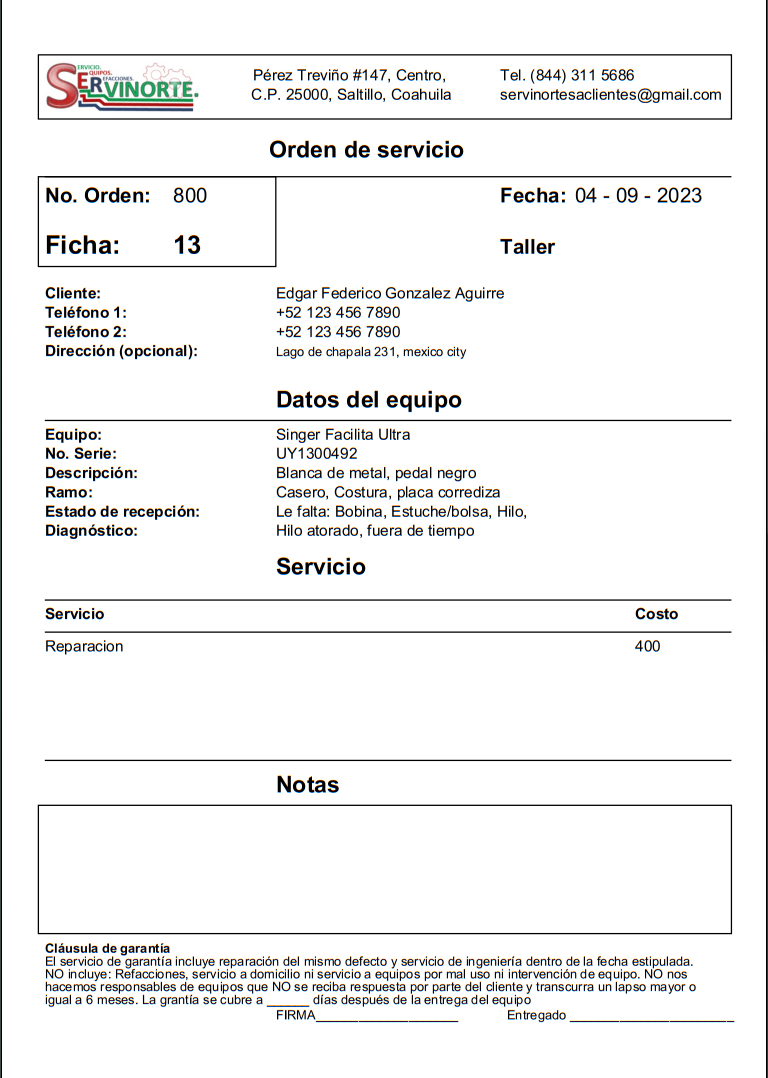 SERVICIO.
EQUIPOS.
REFACCIONES.
SERVINORTE.
Pérez Treviño #147, Centro,
C.P. 25000, Saltillo, Coahuila
Tel. (844) 311 5686
servinortesaclientes@gmail.com
Orden de servicio
No. Orden: 800
Fecha: 04 - 09 - 2023
Ficha: 13
Taller
Cliente: Edgar Federico Gonzalez Aguirre
Teléfono 1: +52 123 456 7890
Teléfono 2: +52 123 456 7890
Dirección (opcional): Lago de chapala 231, mexico city
Datos del equipo
Equipo: Singer Facilita Ultra
No. Serie: UY1300492
Descripción: Blanca de metal, pedal negro
Ramo: Casero, Costura, placa corrediza
Estado de recepción: Le falta: Bobina, Estuche/bolsa, Hilo,
Diagnóstico: Hilo atorado, fuera de tiempo
Servicio
Servicio Costo
Reparacion 400
Notas
Cláusula de garantía
El servicio de garantía incluye reparación del mismo defecto y servicio de ingeniería dentro de la fecha estipulada.
NO incluye: Refacciones, servicio a domicilio ni servicio a equipos por mal uso ni intervención de equipo. NO nos
hacemos responsables de equipos que NO se reciba respuesta por parte del cliente y transcurra un lapso mayor o
igual a 6 meses. La grantía se cubre a ______ días después de la entrega del equipo
FIRMA____________________ Entregado _______________________